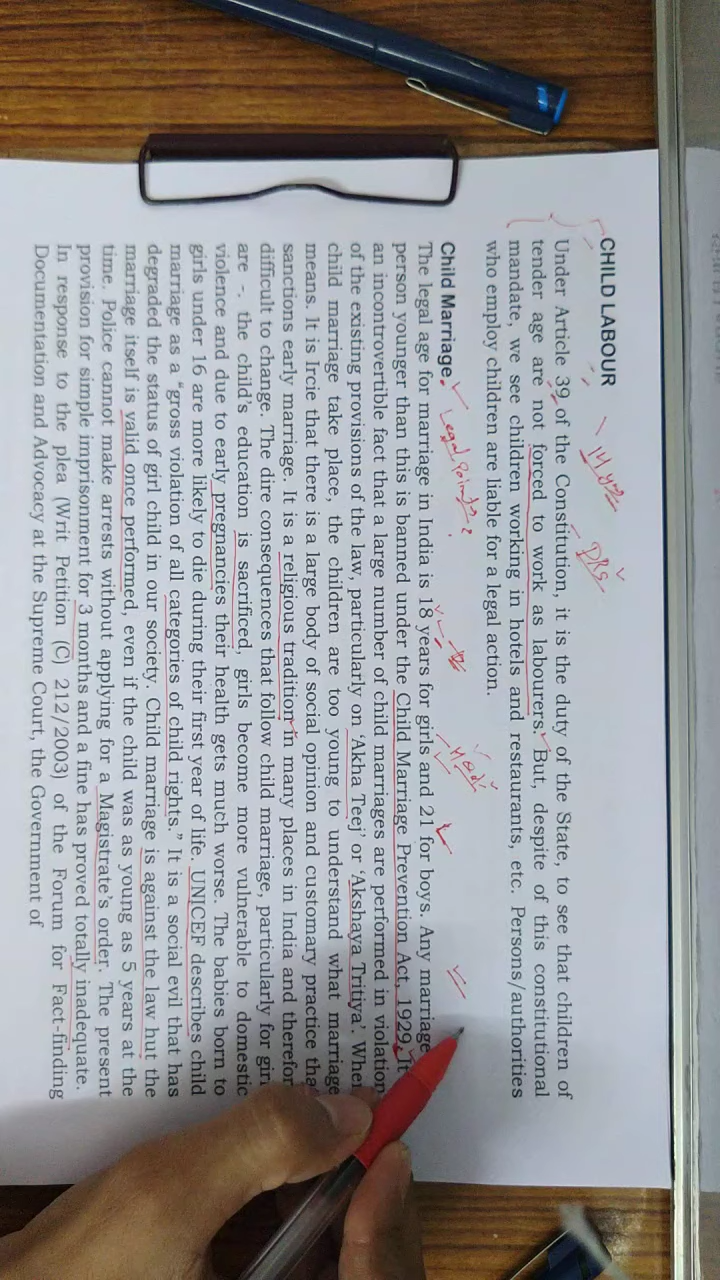 CHILD LABOUR
14 yrs
DPS
Under Article 39 of the Constitution, it is the duty of the State, to see that children of
tender age are not forced to work as labourers. But, despite of this constitutional
mandate, we see children working in hotels and restaurants, etc. Persons/authorities
who employ children are liable for a legal action.
Child Marriage
Legal Points
The legal age for marriage in India is 18 years for girls and 21 for boys. Any marriage
person younger than this is banned under the Child Marriage Prevention Act, 1929. It
an incontrovertible fact that a large number of child marriages are performed in violation
of the existing provisions of the law, particularly on 'Akha Teej' or 'Akshaya Tritiya'. When
child marriage take place, the children are too young to understand what marriage
means. It is Ircie that there is a large body of social opinion and customary practice that
sanctions early marriage. It is a religious tradition in many places in India and therefor
difficult to change. The dire consequences that follow child marriage, particularly for gir
are -. the child's education is sacrificed, girls become more vulnerable to domestic
violence and due to early pregnancies their health gets much worse. The babies born to
girls under 16 are more likely to die during their first year of life. UNICEF describes child
marriage as a "gross violation of all categories of child rights." It is a social evil that has
degraded the status of girl child in our society. Child marriage is against the law hut the
marriage itself is valid once performed, even if the child was as young as 5 years at the
time. Police cannot make arrests without applying for a Magistrate's order. The present
provision for simple imprisonment for 3 months and a fine has proved totally inadequate.
In response to the plea (Writ Petition (C) 212/2003) of the Forum for Fact-finding
Documentation and Advocacy at the Supreme Court, the Government of